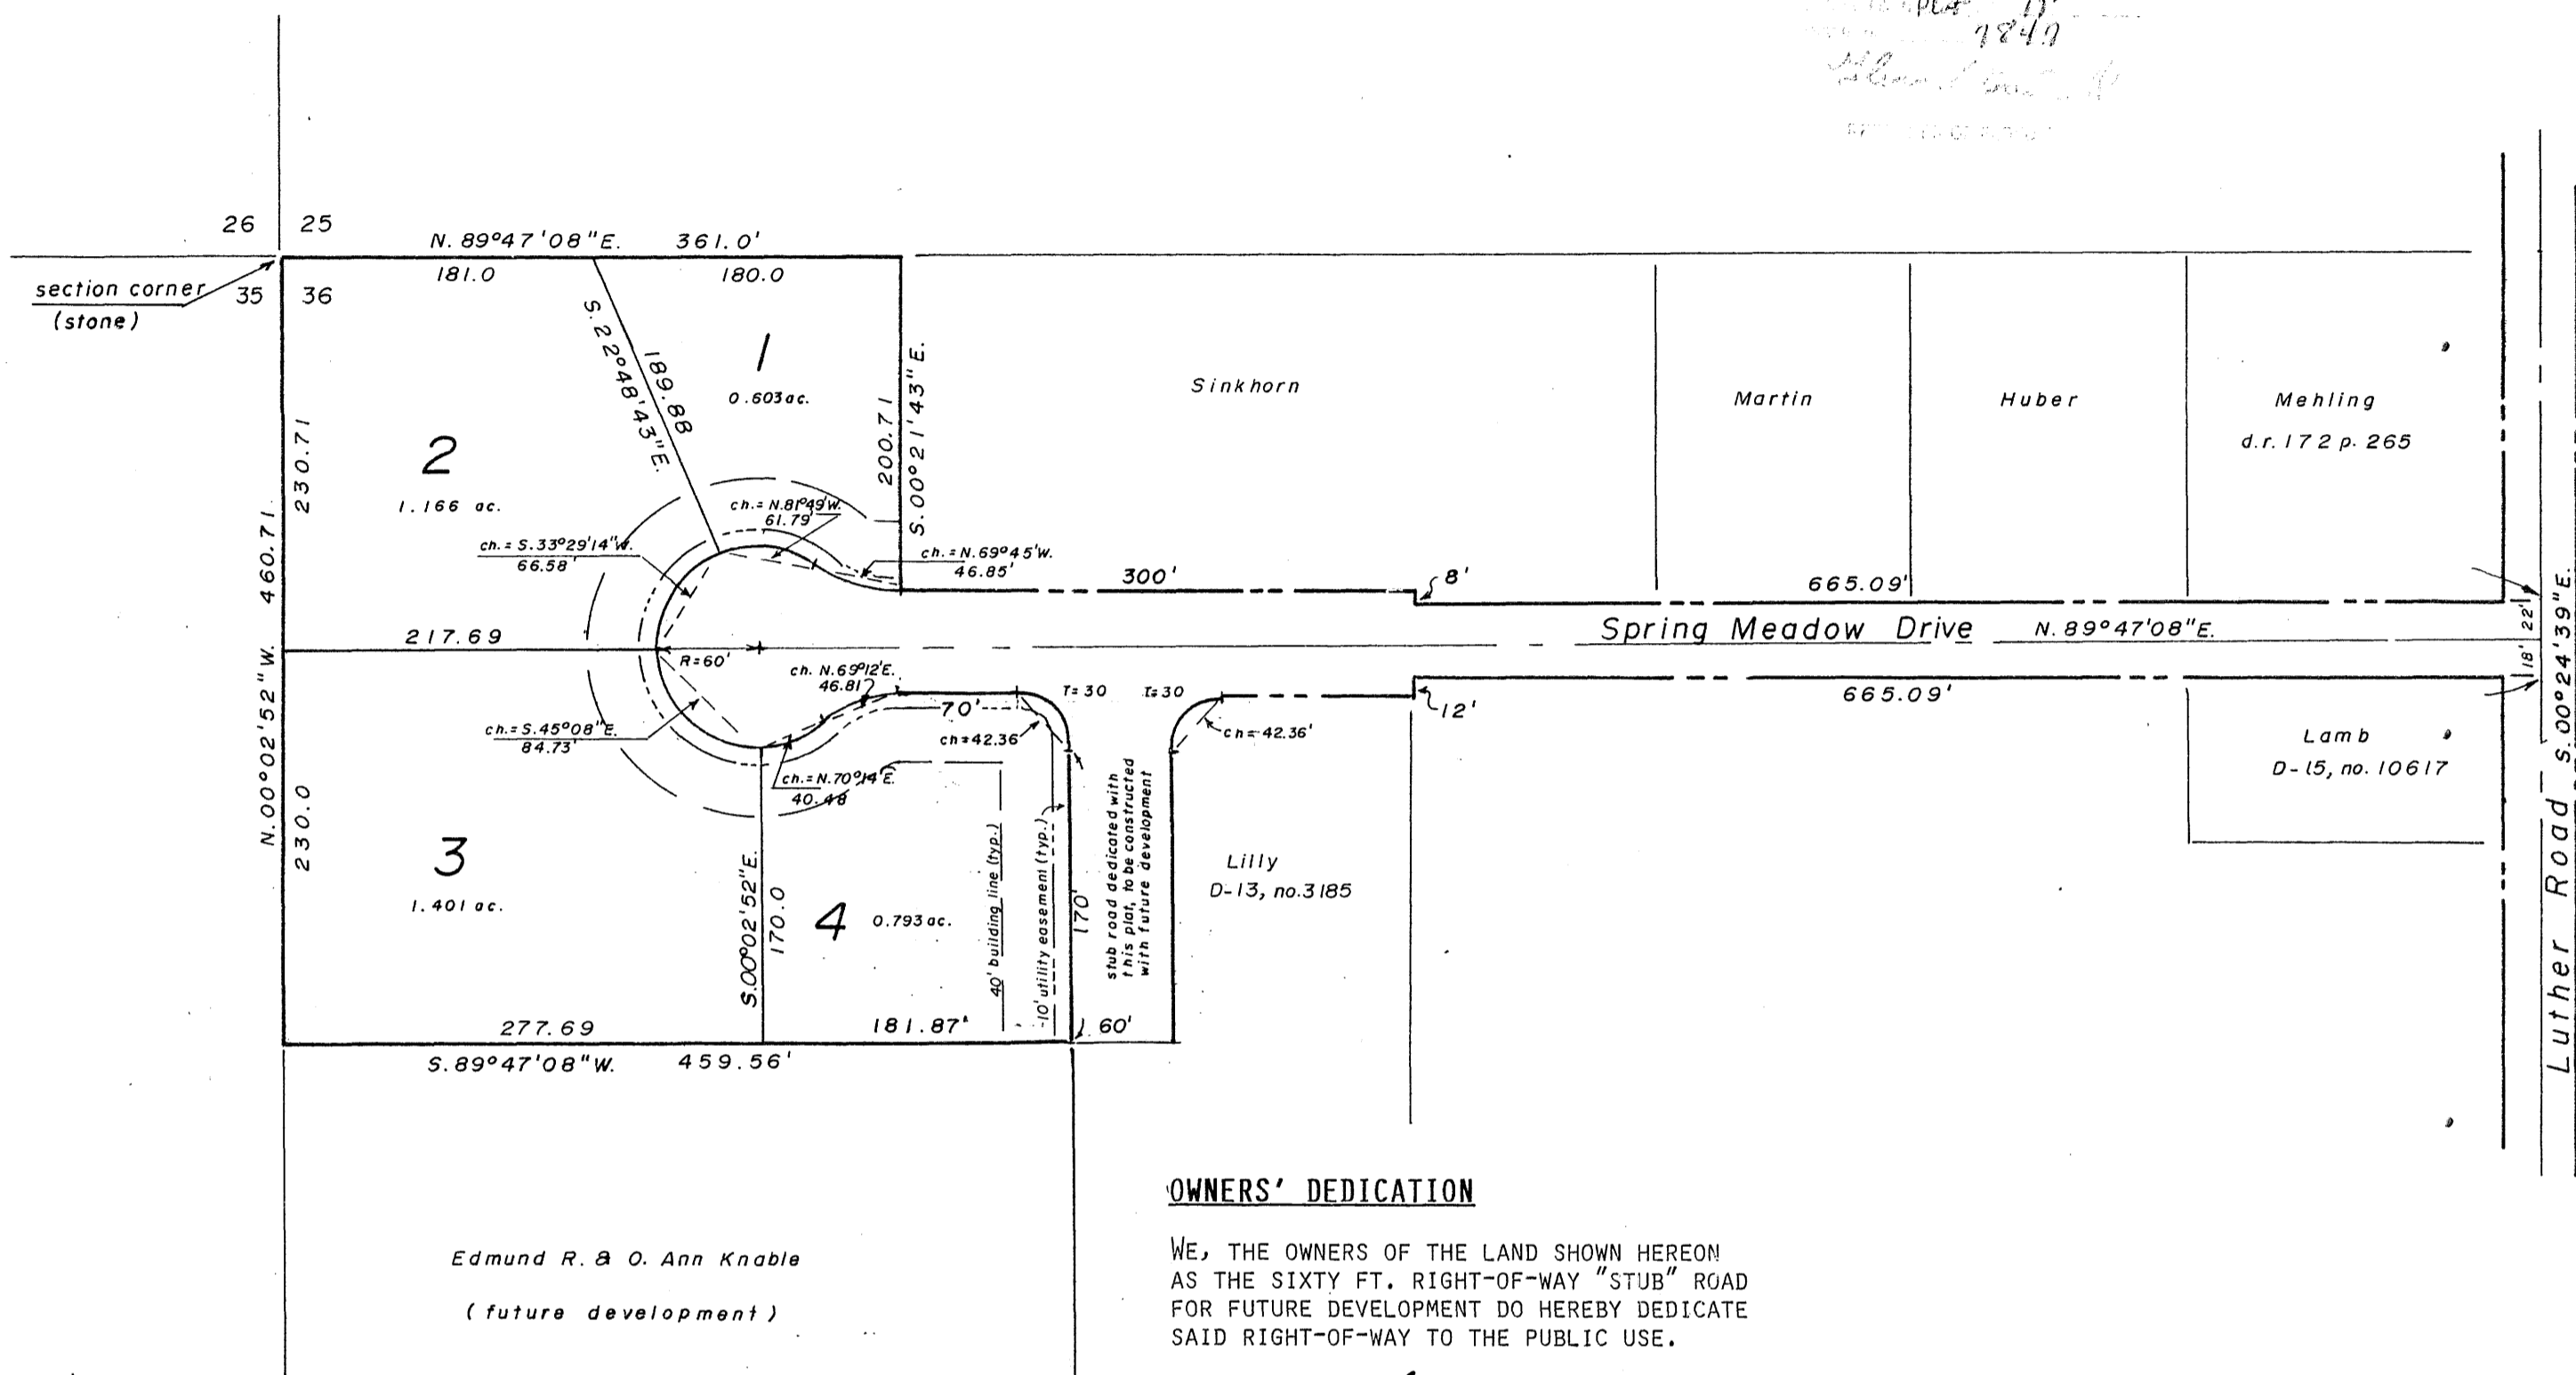 7847
26 25
N. 89°47'08"E. 361.0'
181.0 180.0
section corner
(stone)
35 36
S. 22°48'43"E.
189.88
1
0.603 ac.
200.71
S.00°21'43"E.
Sinkhorn
Martin
Huber
Mehling
d.r. 172 p. 265
2
1.166 ac.
230.71
N.00°02'52"W. 460.71
ch. = N.81°49'W.
61.79'
ch. = S.33°29'14"W.
66.58'
ch. = N.69°45'W.
46.85'
300'
8'
665.09'
217.69
R=60'
Spring Meadow Drive N. 89°47'08"E.
22'
18'
S.00°24'39"E.
Luther Road
ch. N.69°12'E.
46.81
T=30 T=30
70'
12'
665.09'
ch. = S.45°08"E.
84.73'
ch=42.36
ch=42.36'
ch. = N.70°14'E.
40.48
Lamb
D-15, no. 10617
230.0
3
1.401 ac.
S.00°02'52"E.
170.0
4
0.793 ac.
40' building line (typ.)
10' utility easement (typ.)
170'
stub road dedicated with
this plat, to be constructed
with future development
Lilly
D-13, no.3185
277.69 181.87' 60'
S.89°47'08"W. 459.56'
OWNERS' DEDICATION
WE, THE OWNERS OF THE LAND SHOWN HEREON
AS THE SIXTY FT. RIGHT-OF-WAY "STUB" ROAD
FOR FUTURE DEVELOPMENT DO HEREBY DEDICATE
SAID RIGHT-OF-WAY TO THE PUBLIC USE.
Edmund R. & O. Ann Knable
(future development)